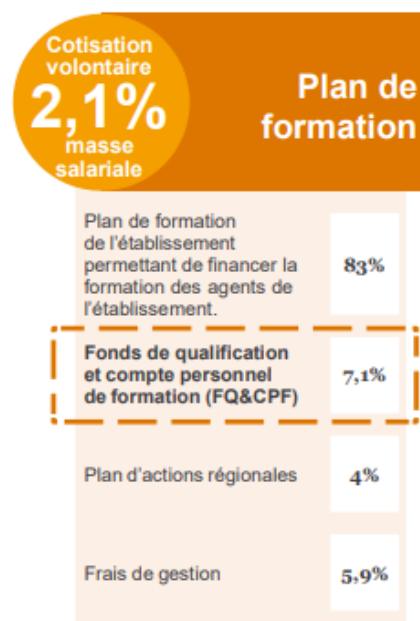 Cotisation
volontaire
2,1%
masse
salariale
Plan de
formation
Plan de formation
de l'établissement
permettant de financer la
formation des agents de
l'établissement.
83%
Fonds de qualification
et compte personnel
de formation (FQ&CPF)
7,1%
Plan d'actions régionales
4%
Frais de gestion
5,9%